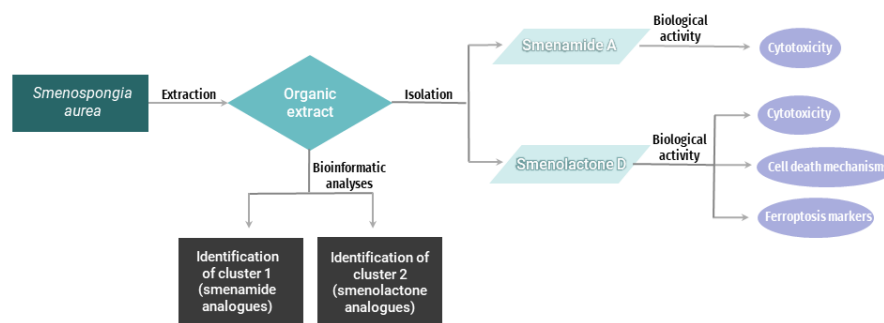 Smenospongia
aurea
Extraction
Organic
extract
Isolation
Smenamide A
Biological
activity
Cytotoxicity
Smenolactone D
Biological
activity
Cytotoxicity
Cell death mechanism
Ferroptosis markers
Bioinformatic
analyses
Identification
of cluster 1
(smenamide
analogues)
Identification of
cluster 2
(smenolactone
analogues)